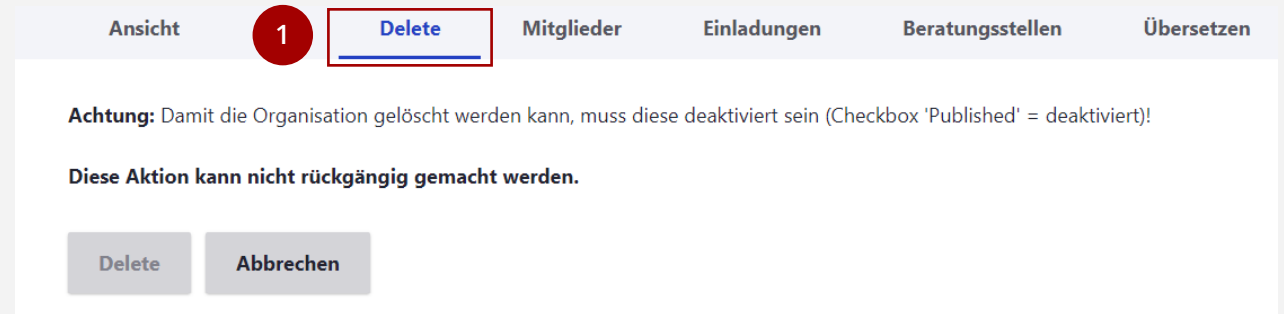 Ansicht 1 Delete Mitglieder Einladungen Beratungsstellen Übersetzen
Achtung: Damit die Organisation gelöscht werden kann, muss diese deaktiviert sein (Checkbox 'Published' = deaktiviert)!
Diese Aktion kann nicht rückgängig gemacht werden.
Delete Abbrechen